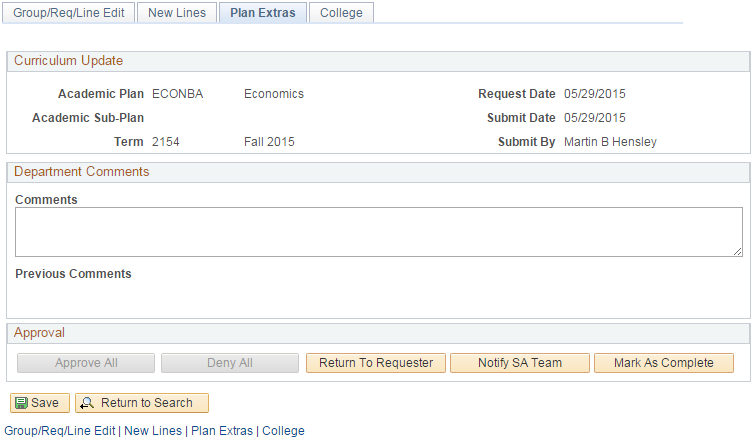 Group/Req/Line Edit New Lines Plan Extras College
Curriculum Update
Academic Plan ECONBA Economics Request Date 05/29/2015
Academic Sub-Plan Submit Date 05/29/2015
Term 2154 Fall 2015 Submit By Martin B Hensley
Department Comments
Comments
Previous Comments
Approval
Approve All Deny All Return To Requester Notify SA Team Mark As Complete
Save Return to Search
Group/Req/Line Edit | New Lines | Plan Extras | College